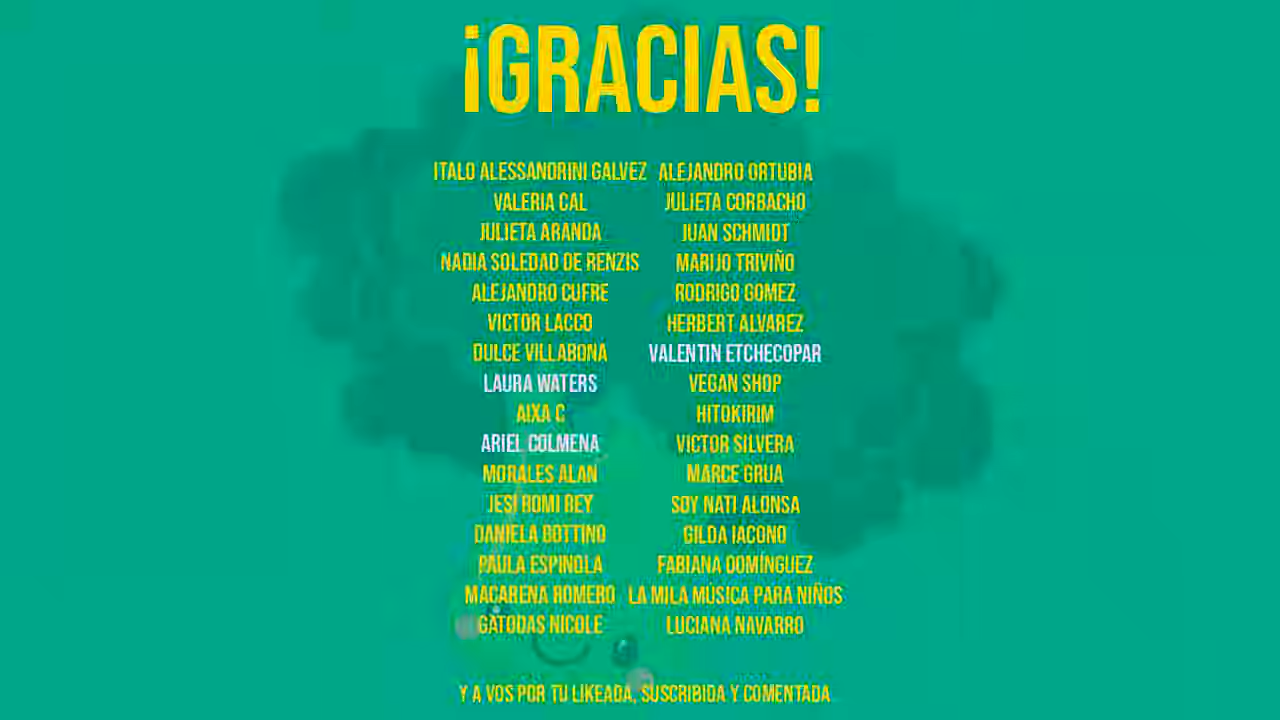 ¡GRACIAS!
ITALO ALESSANDRINI GALVEZ
VALERIA CAL
JULIETA ARANDA
NADIA SOLEDAD DE RENZIS
ALEJANDRO CUFRE
VICTOR LACCO
DULCE VILLABONA
LAURA WATERS
AIXA C
ARIEL COLMENA
MORALES ALAN
JESI BOMI REY
DANIELA BOTTINO
PAULA ESPINOLA
MACARENA ROMERO
GATODAS NICOLE
ALEJANDRO ORTUBIA
JULIETA CORBACHO
JUAN SCHMIDT
MARIJO TRIVIÑO
RODRIGO GOMEZ
HERBERT ALVAREZ
VALENTIN ETCHECOPAR
VEGAN SHOP
HITOKIRIM
VICTOR SILVERA
MARCE GRUA
SOY NATI ALONSA
GILDA IACONO
FABIANA DOMÍNGUEZ
LA MILA MÚSICA PARA NIÑOS
LUCIANA NAVARRO
Y A VOS POR TU LIKEADA, SUSCRIBIDA Y COMENTADA